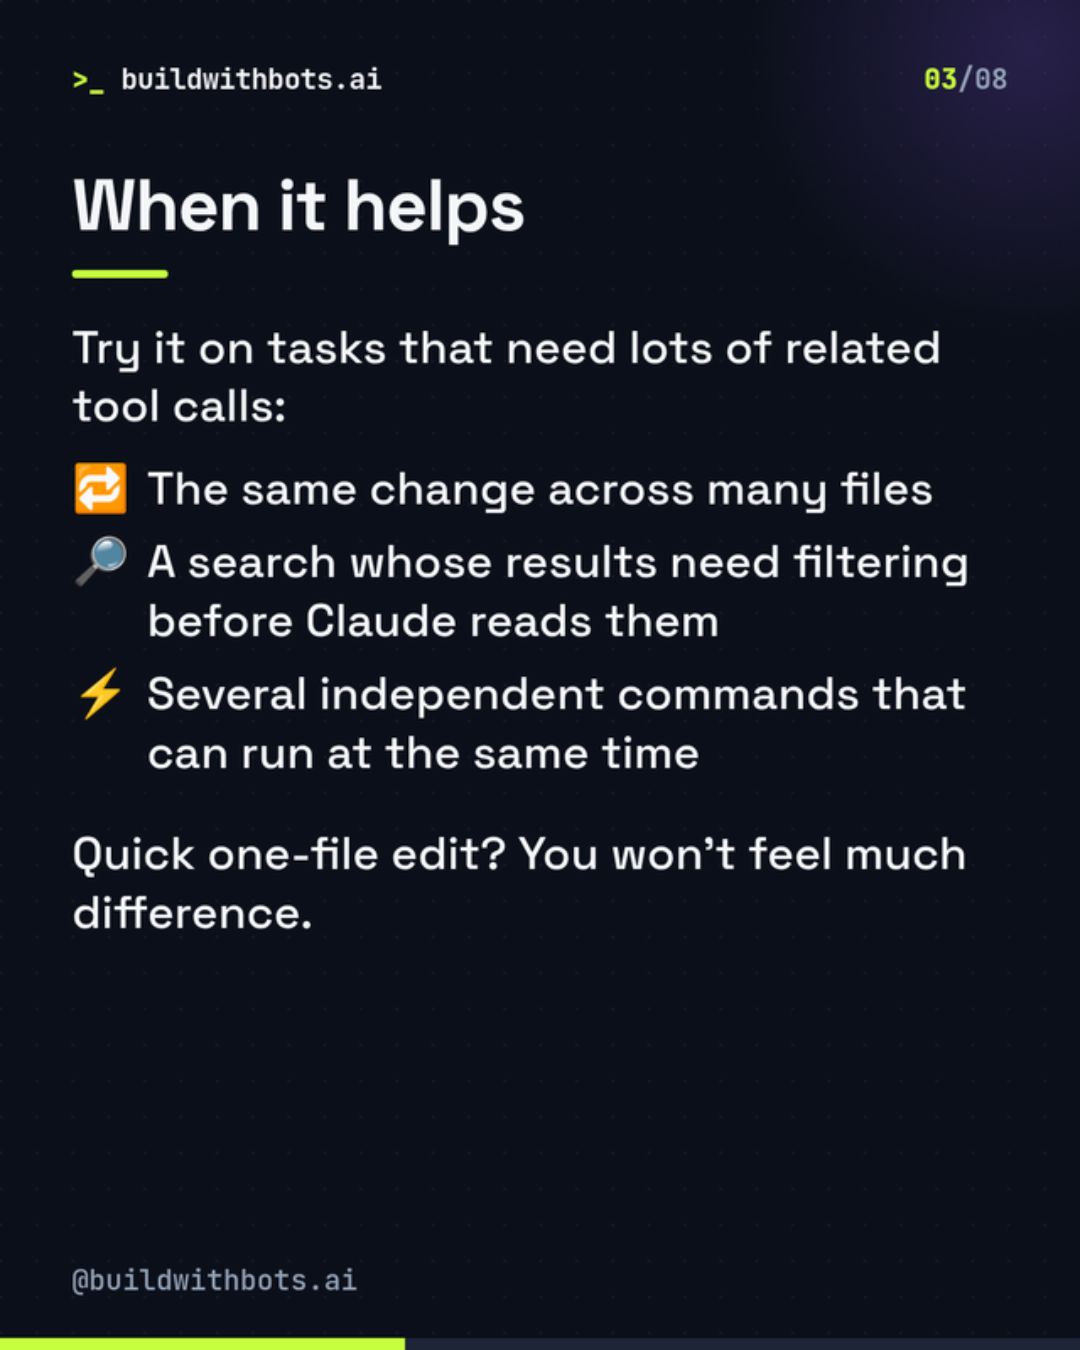 >_ buildwithbots.ai
03/08
When it helps
Try it on tasks that need lots of related
tool calls:
🔁 The same change across many files
🔎 A search whose results need filtering
before Claude reads them
⚡ Several independent commands that
can run at the same time
Quick one-file edit? You won’t feel much
difference.
@buildwithbots.ai